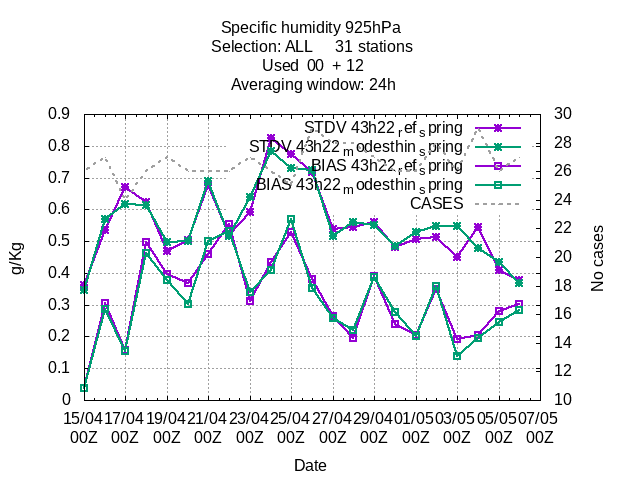 Specific humidity 925hPa
Selection: ALL 31 stations
Used 00 + 12
Averaging window: 24h
STDV 43h22refspring
STDV 43h22modesthinspring
BIAS 43h22refspring
BIAS 43h22modesthinspring
CASES
0.9
0.8
0.7
0.6
0.5
0.4
0.3
0.2
0.1
0
30
28
26
24
22
20
18
16
14
12
10
g/Kg
No cases
15/04 17/04 19/04 21/04 23/04 25/04 27/04 29/04 01/05 03/05 05/05 07/05
00Z 00Z 00Z 00Z 00Z 00Z 00Z 00Z 00Z 00Z 00Z 00Z
Date